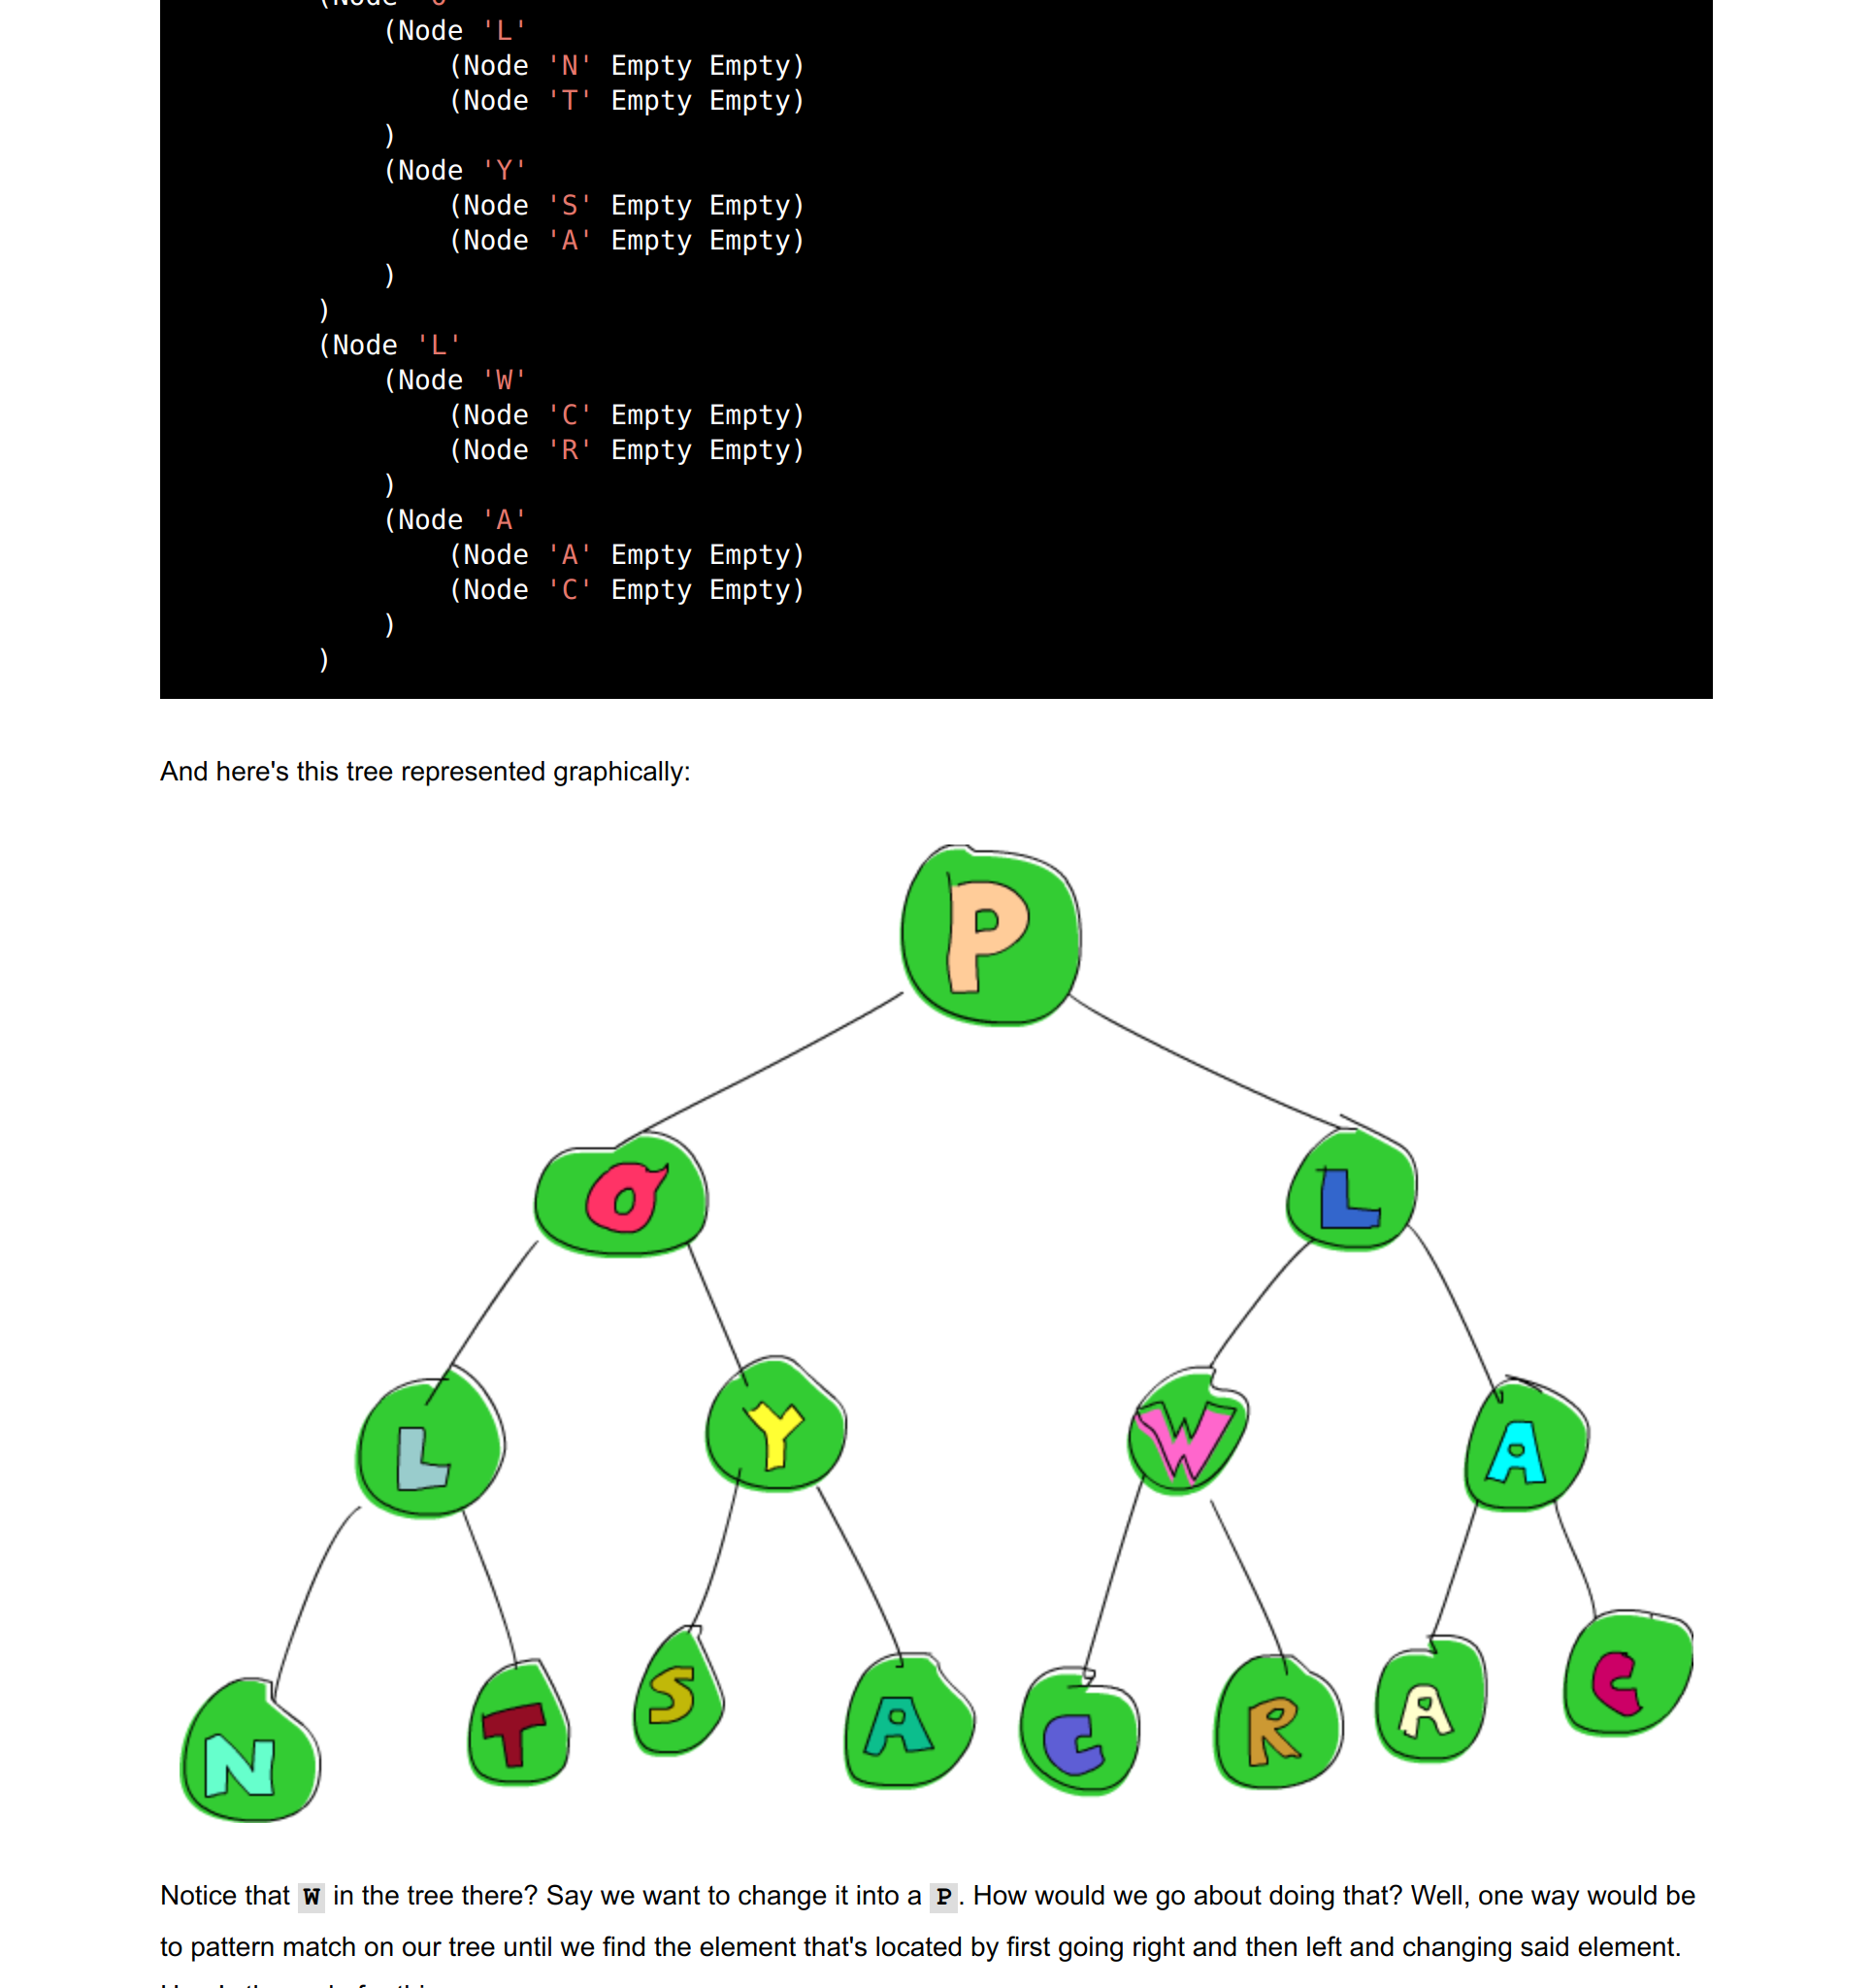 (Node 'L'
(Node 'N' Empty Empty)
(Node 'T' Empty Empty)
)
(Node 'Y'
(Node 'S' Empty Empty)
(Node 'A' Empty Empty)
)
)
(Node 'L'
(Node 'W'
(Node 'C' Empty Empty)
(Node 'R' Empty Empty)
)
(Node 'A'
(Node 'A' Empty Empty)
(Node 'C' Empty Empty)
)
)
And here's this tree represented graphically:
P
O L
L Y W A
N T S A C R A C
Notice that W in the tree there? Say we want to change it into a P. How would we go about doing that? Well, one way would be
to pattern match on our tree until we find the element that's located by first going right and then left and changing said element.